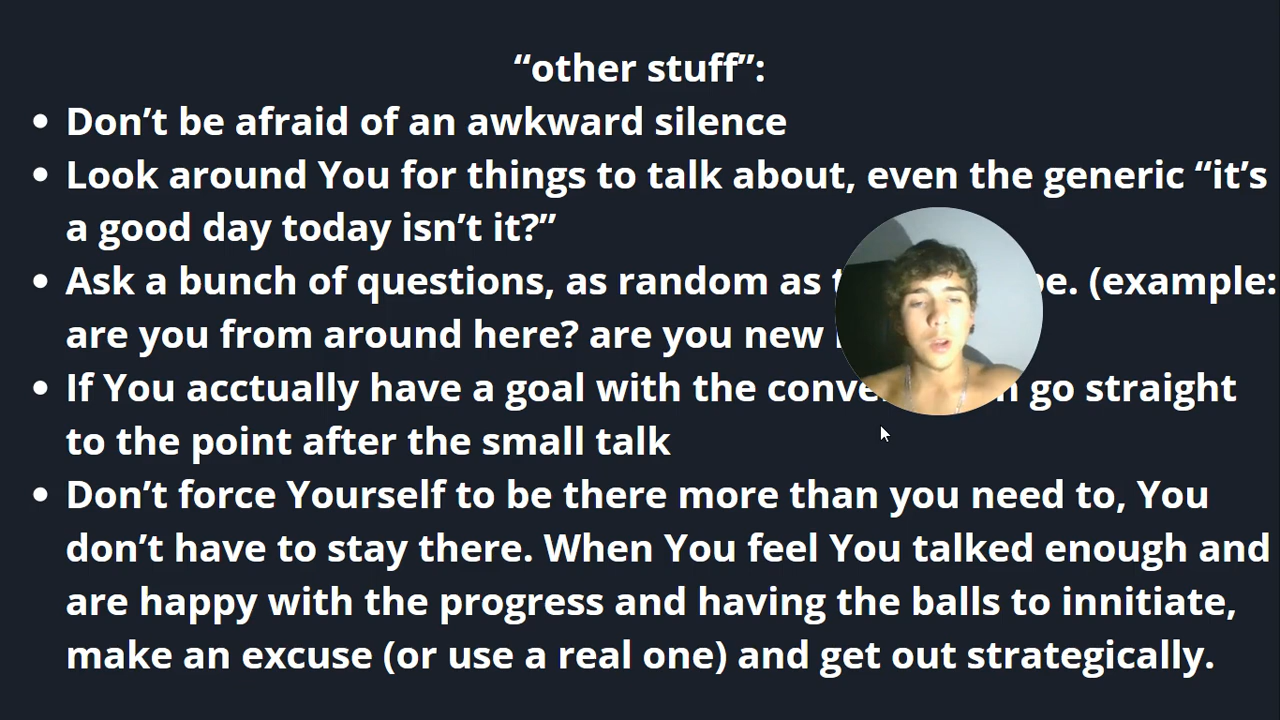 “other stuff”:
Don’t be afraid of an awkward silence
Look around You for things to talk about, even the generic “it’s
a good day today isn’t it?”
Ask a bunch of questions, as random as be. (example:
are you from around here? are you new
If You acctually have a goal with the go straight
to the point after the small talk
Don’t force Yourself to be there more than you need to, You
don’t have to stay there. When You feel You talked enough and
are happy with the progress and having the balls to innitiate,
make an excuse (or use a real one) and get out strategically.